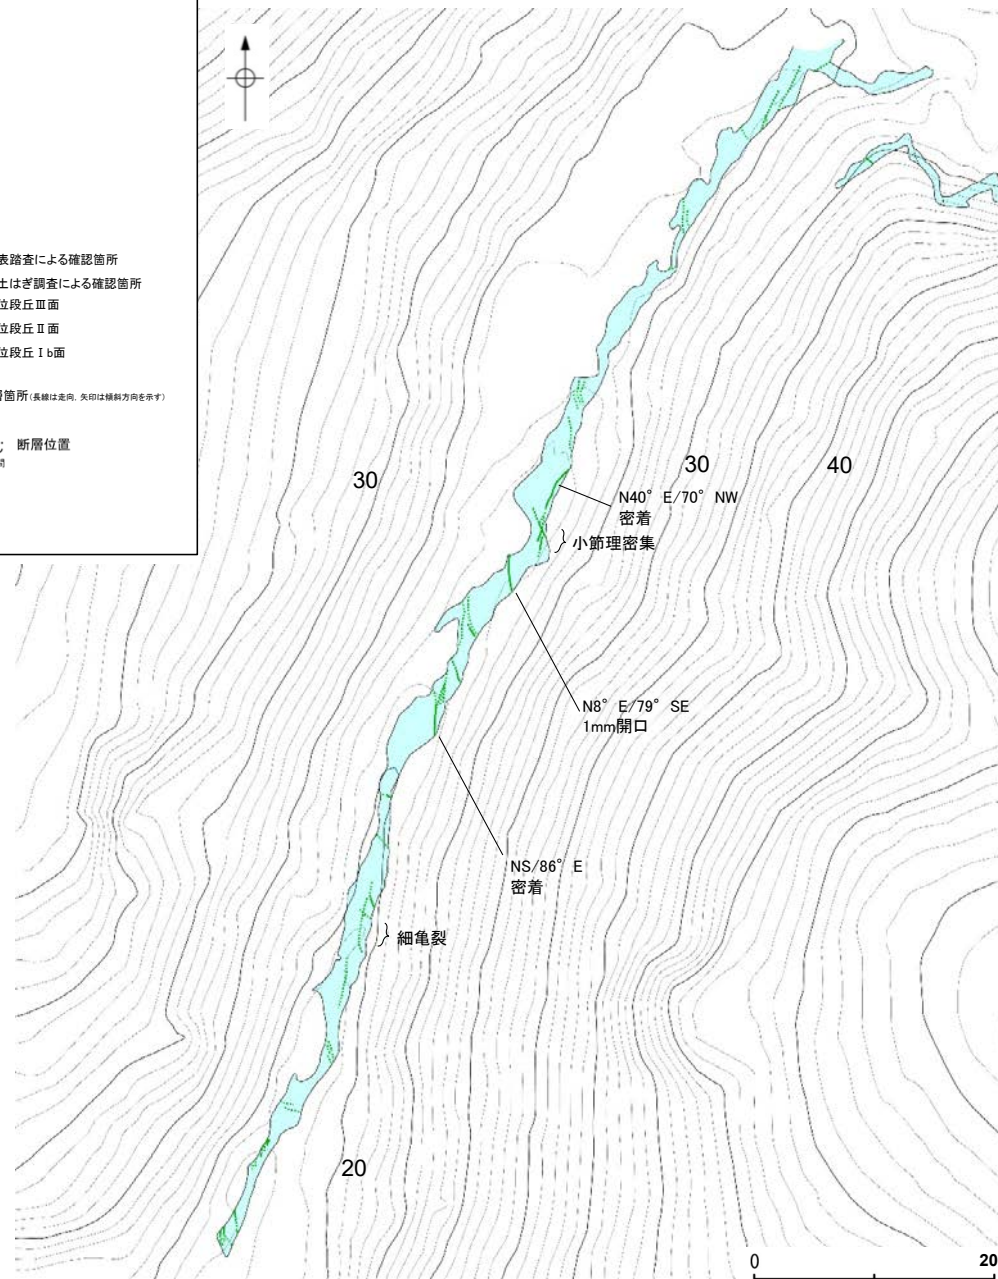 表踏査による確認箇所
土はぎ調査による確認箇所
位段丘Ⅲ面
位段丘Ⅱ面
位段丘Ⅰb面
箇所(長線は走向, 矢印は傾斜方向を示す)
; 断層位置
30
30
40
N40°E/70°NW
密着
小節理密集
N8°E/79°SE
1mm開口
NS/86°E
密着
細亀裂
20
0
20